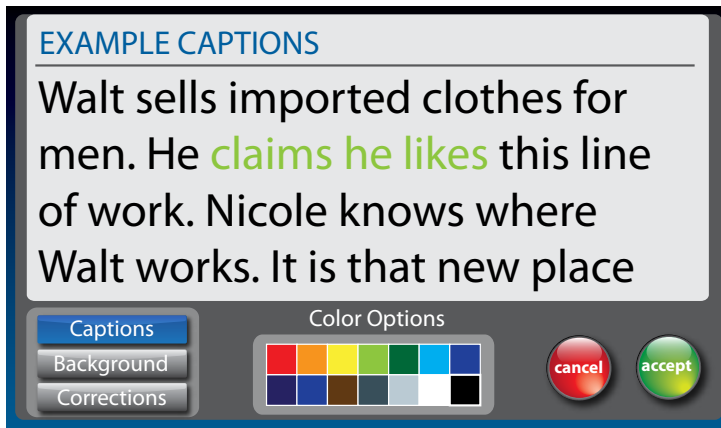 EXAMPLE CAPTIONS
Walt sells imported clothes for
men. He claims he likes this line
of work. Nicole knows where
Walt works. It is that new place
Captions
Background
Corrections
Color Options
cancel
accept